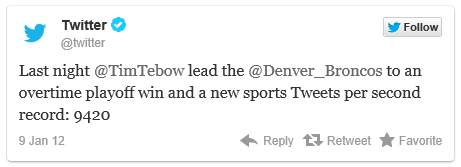 Twitter
@twitter
Follow
Last night @TimTebow lead the @Denver_Broncos to an
overtime playoff win and a new sports Tweets per second
record: 9420
9 Jan 12 Reply Retweet Favorite